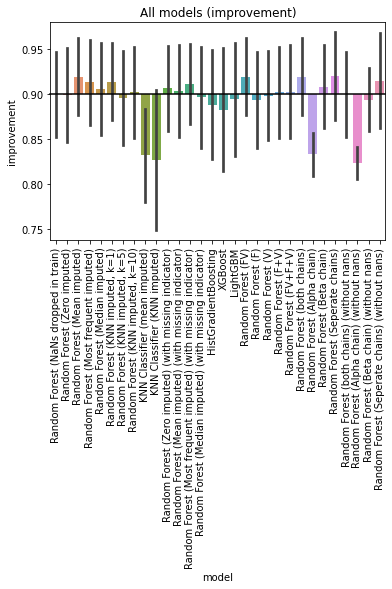 All models (improvement)
improvement
0.95
0.90
0.85
0.80
0.75
Random Forest (NaNs dropped in train)
Random Forest (Zero imputed)
Random Forest (Mean imputed)
Random Forest (Most frequent imputed)
Random Forest (Median imputed)
Random Forest (KNN imputed, k=1)
Random Forest (KNN imputed, k=5)
Random Forest (KNN imputed, k=10)
KNN Classifier (mean imputed)
KNN Classifier (KNN imputed)
Random Forest (Zero imputed) (with missing indicator)
Random Forest (Mean imputed) (with missing indicator)
Random Forest (Most frequent imputed) (with missing indicator)
Random Forest (Median imputed) (with missing indicator)
HistGradientBoosting
XGBoost
LightGBM
Random Forest (FV)
Random Forest (F)
Random Forest (V)
Random Forest (F+V)
Random Forest (FV+F+V)
Random Forest (both chains)
Random Forest (Alpha chain)
Random Forest (Beta chain)
Random Forest (Seperate chains)
Random Forest (both chains) (without nans)
Random Forest (Alpha chain) (without nans)
Random Forest (Beta chain) (without nans)
Random Forest (Seperate chains) (without nans)
model